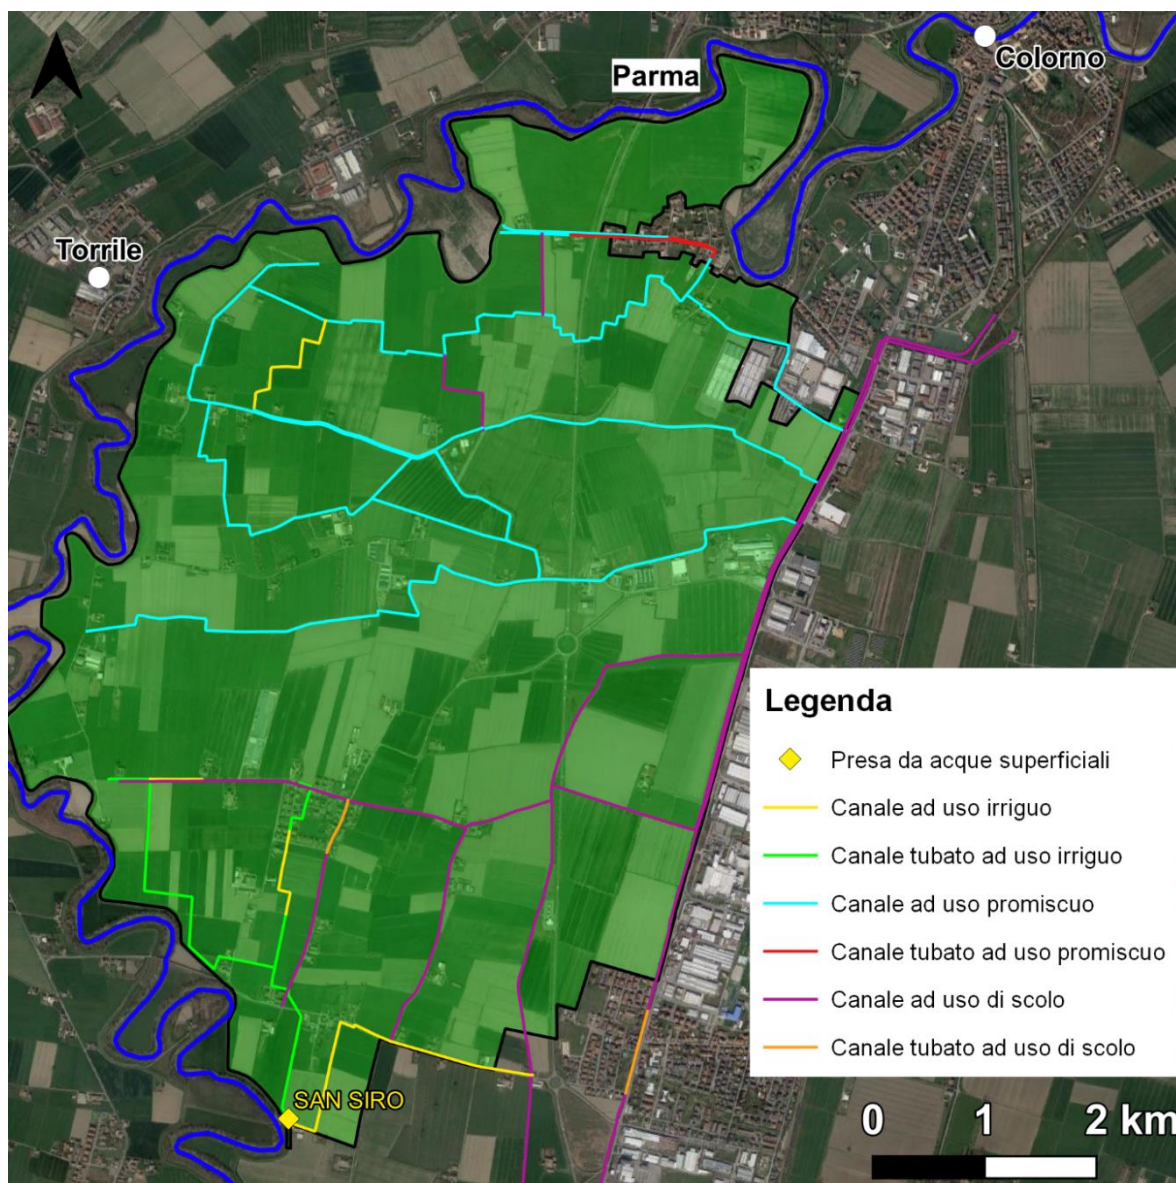 Colorno
Parma
Torrile
Legenda
Presa da acque superficiali
Canale ad uso irriguo
Canale tubato ad uso irriguo
Canale ad uso promiscuo
Canale tubato ad uso promiscuo
Canale ad uso di scolo
Canale tubato ad uso di scolo
SAN SIRO
0 1 2 km